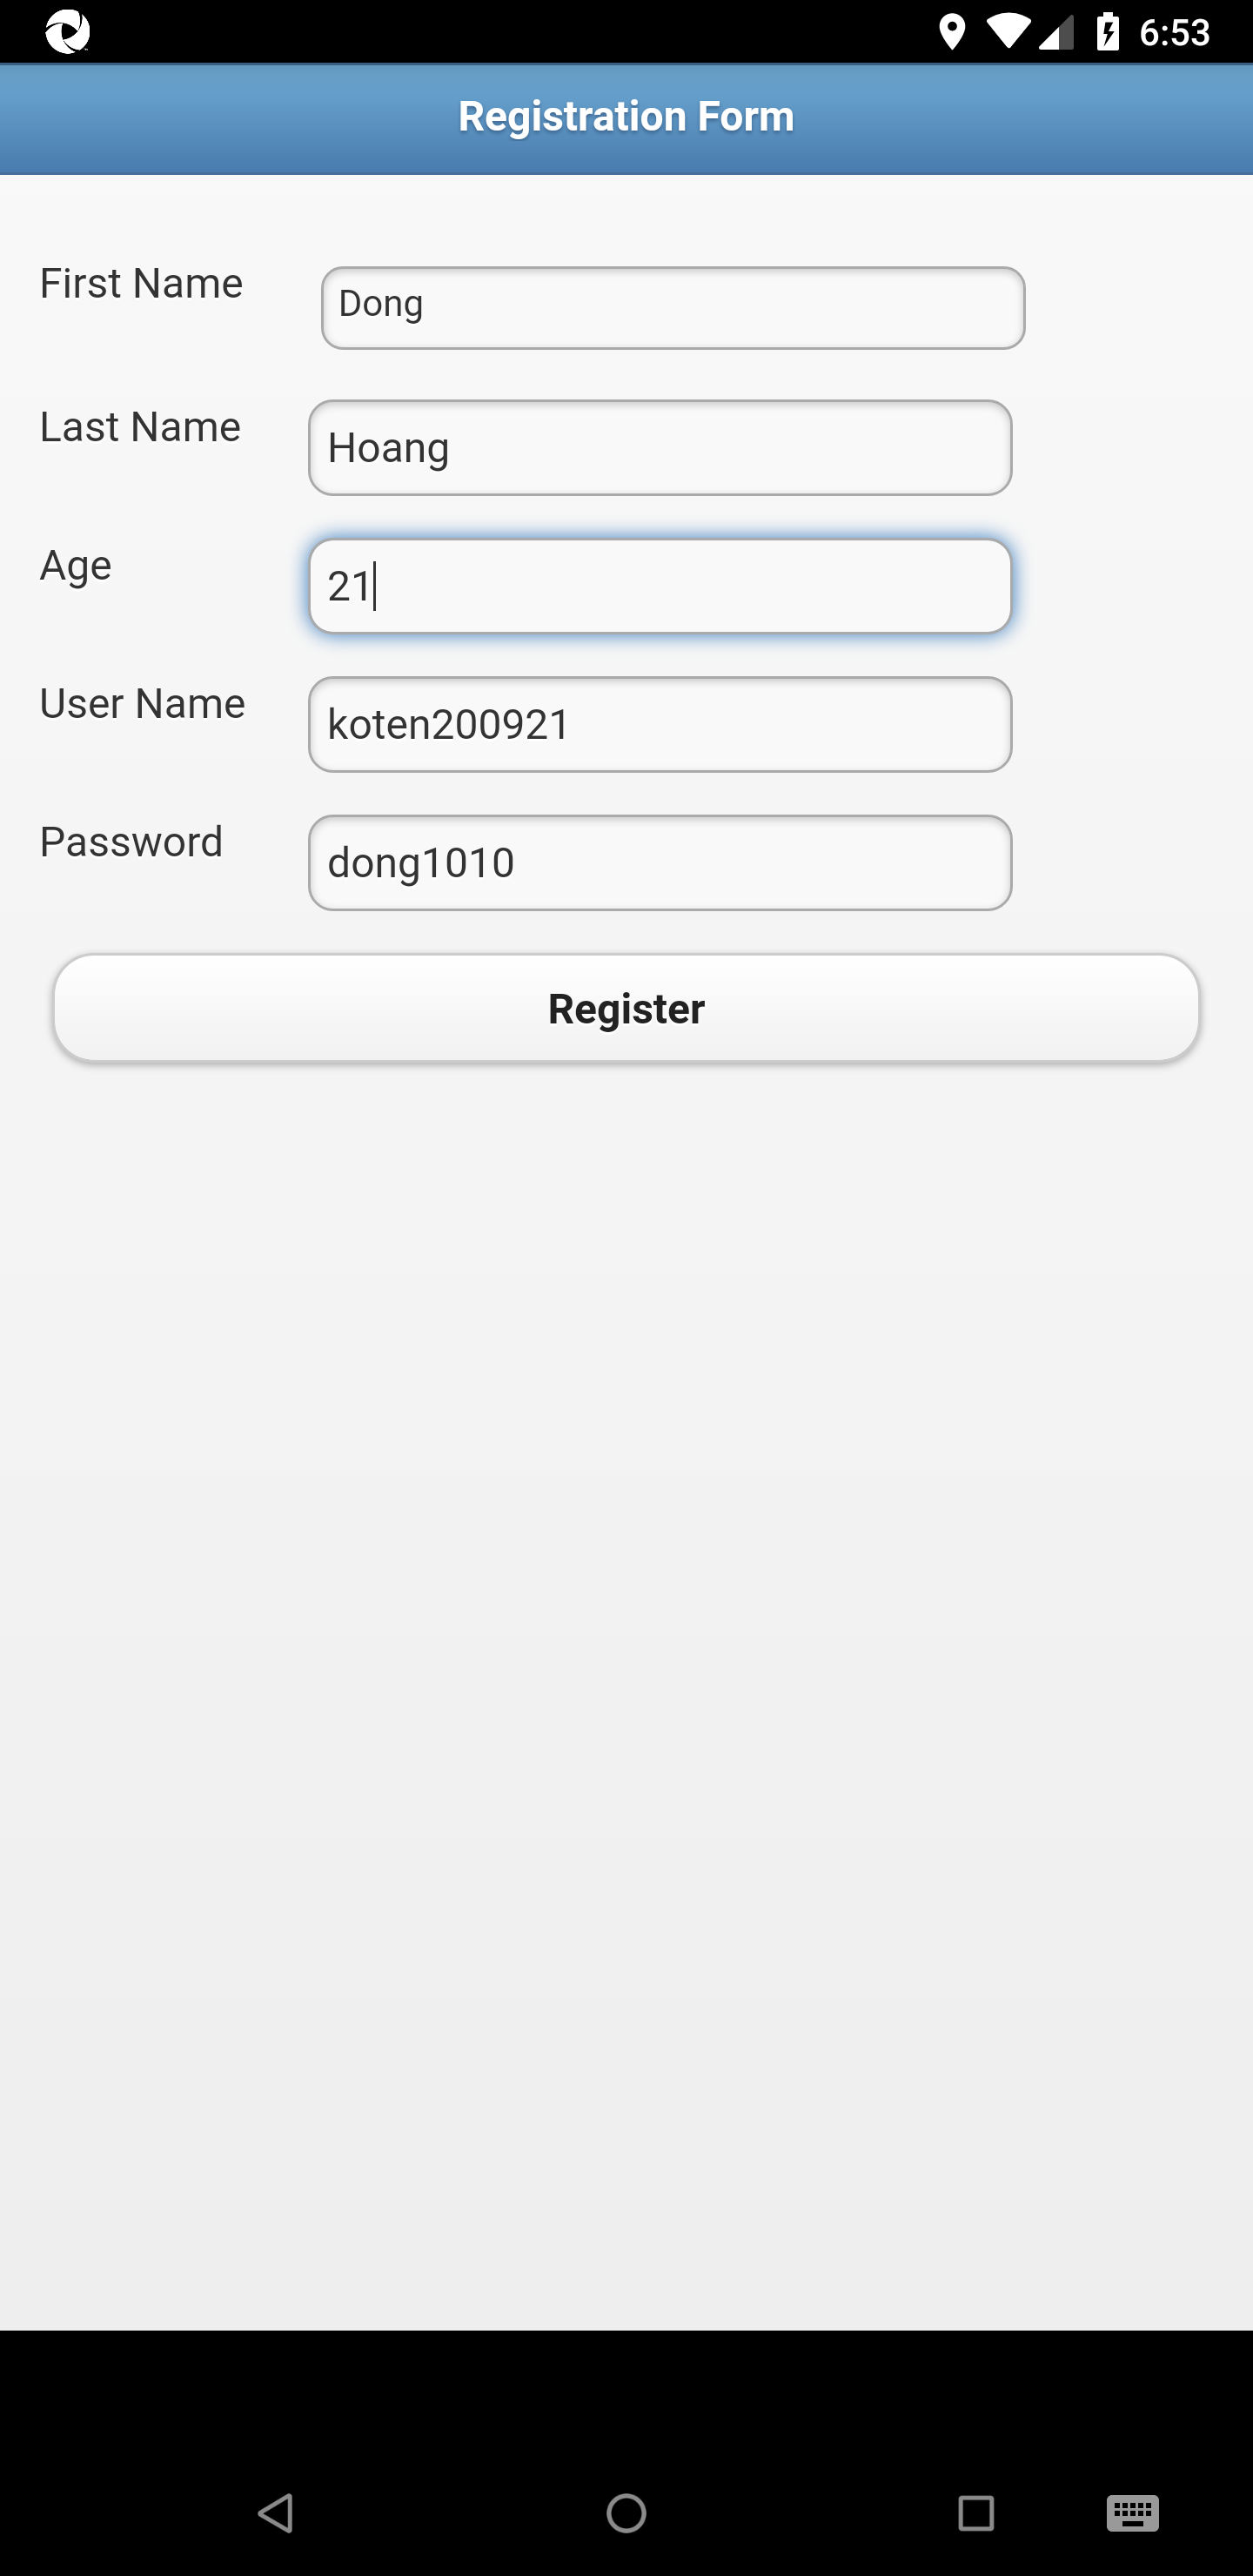 6:53
Registration Form
First Name
Dong
Last Name
Hoang
Age
21
User Name
koten200921
Password
dong1010
Register